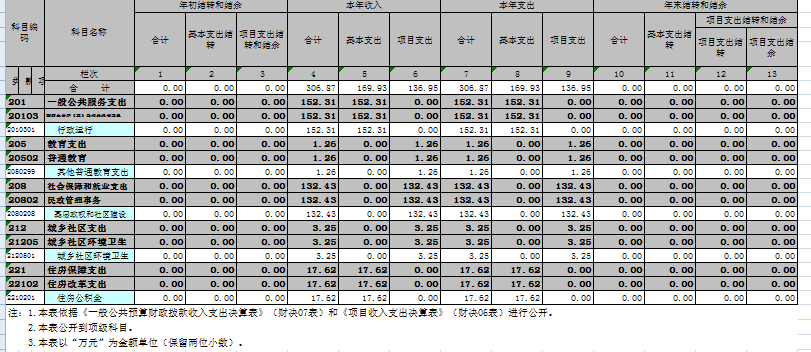 年初结转和结余 本年收入 本年支出 年末结转和结余
科目编码 科目名称 合计 基本支出结转 项目支出结转和结余 合计 基本支出 项目支出 合计 基本支出 项目支出 合计 基本支出结转 项目支出结转和结余
项目支出结转 项目支出结余
类 款 项 栏次 1 2 3 4 5 6 7 8 9 10 11 12 13
合 计 0.00 0.00 0.00 306.87 169.93 136.95 306.87 169.93 136.95 0.00 0.00 0.00 0.00
201 一般公共服务支出 0.00 0.00 0.00 152.31 152.31 0.00 152.31 152.31 0.00 0.00 0.00 0.00 0.00
20103 0.00 0.00 0.00 152.31 152.31 0.00 152.31 152.31 0.00 0.00 0.00 0.00 0.00
2010301 行政运行 0.00 0.00 0.00 152.31 152.31 0.00 152.31 152.31 0.00 0.00 0.00 0.00 0.00
205 教育支出 0.00 0.00 0.00 1.26 0.00 1.26 1.26 0.00 1.26 0.00 0.00 0.00 0.00
20502 普通教育 0.00 0.00 0.00 1.26 0.00 1.26 1.26 0.00 1.26 0.00 0.00 0.00 0.00
2050299 其他普通教育支出 0.00 0.00 0.00 1.26 0.00 1.26 1.26 0.00 1.26 0.00 0.00 0.00 0.00
208 社会保障和就业支出 0.00 0.00 0.00 132.43 0.00 132.43 132.43 0.00 132.43 0.00 0.00 0.00 0.00
20802 民政管理事务 0.00 0.00 0.00 132.43 0.00 132.43 132.43 0.00 132.43 0.00 0.00 0.00 0.00
2080208 基层政权和社区建设 0.00 0.00 0.00 132.43 0.00 132.43 132.43 0.00 132.43 0.00 0.00 0.00 0.00
212 城乡社区支出 0.00 0.00 0.00 3.25 0.00 3.25 3.25 0.00 3.25 0.00 0.00 0.00 0.00
21205 城乡社区环境卫生 0.00 0.00 0.00 3.25 0.00 3.25 3.25 0.00 3.25 0.00 0.00 0.00 0.00
2120501 城乡社区环境卫生 0.00 0.00 0.00 3.25 0.00 3.25 3.25 0.00 3.25 0.00 0.00 0.00 0.00
221 住房保障支出 0.00 0.00 0.00 17.62 17.62 0.00 17.62 17.62 0.00 0.00 0.00 0.00 0.00
22102 住房改革支出 0.00 0.00 0.00 17.62 17.62 0.00 17.62 17.62 0.00 0.00 0.00 0.00 0.00
2210201 住房公积金 0.00 0.00 0.00 17.62 17.62 0.00 17.62 17.62 0.00 0.00 0.00 0.00 0.00
注：1.本表依据《一般公共预算财政拨款收入支出决算表》（财决07表）和《项目收入支出决算表》（财决06表）进行公开。
2.本表公开到项级科目。
3.本表以“万元”为金额单位（保留两位小数）。